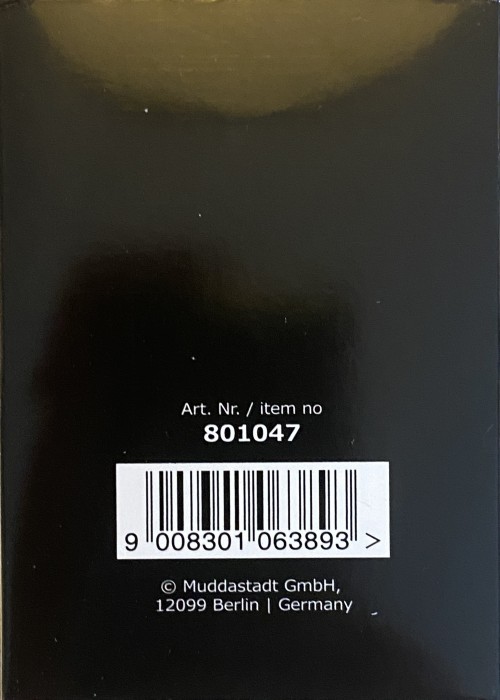 Art. Nr. / item no
801047
9 008301 063893 >
© Muddastadt GmbH,
12099 Berlin | Germany